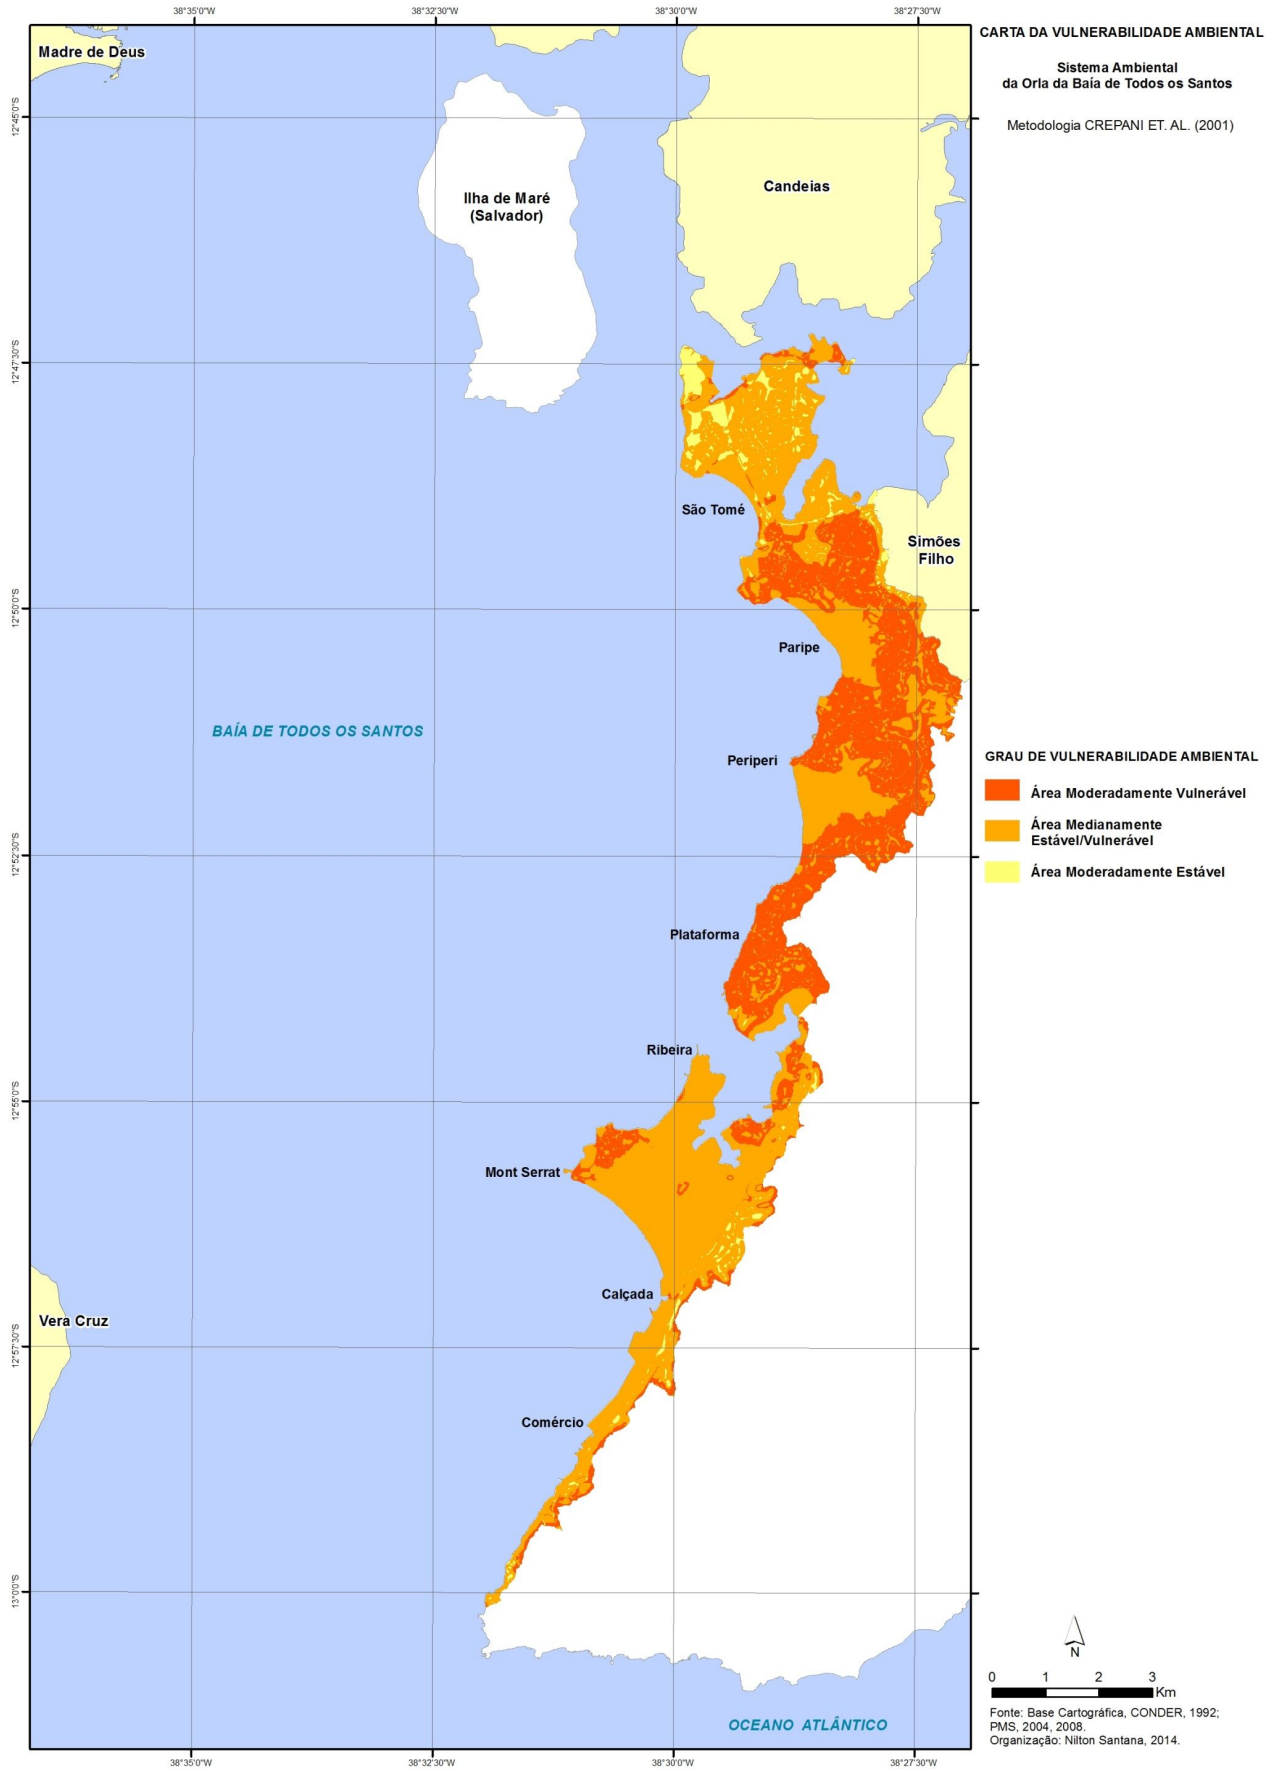 38°35'0"W
38°32'30"W
38°30'0"W
38°27'30"W
CARTA DA VULNERABILIDADE AMBIENTAL
Sistema Ambiental
da Orla da Baía de Todos os Santos
Metodologia CREPANI ET. AL. (2001)
Madre de Deus
12°45'0"S
Candeias
Ilha de Maré
(Salvador)
12°47'30"S
São Tomé
Simões
Filho
12°50'0"S
Paripe
BAÍA DE TODOS OS SANTOS
Periperi
GRAU DE VULNERABILIDADE AMBIENTAL
Área Moderadamente Vulnerável
Área Medianamente
Estável/Vulnerável
Área Moderadamente Estável
12°52'30"S
Plataforma
Ribeira
12°55'0"S
Mont Serrat
Calçada
Vera Cruz
12°57'30"S
Comércio
13°0'0"S
N
0 1 2 3
Km
Fonte: Base Cartográfica, CONDER, 1992;
PMS, 2004, 2008.
Organização: Nilton Santana, 2014.
OCEANO ATLÂNTICO
38°35'0"W
38°32'30"W
38°30'0"W
38°27'30"W